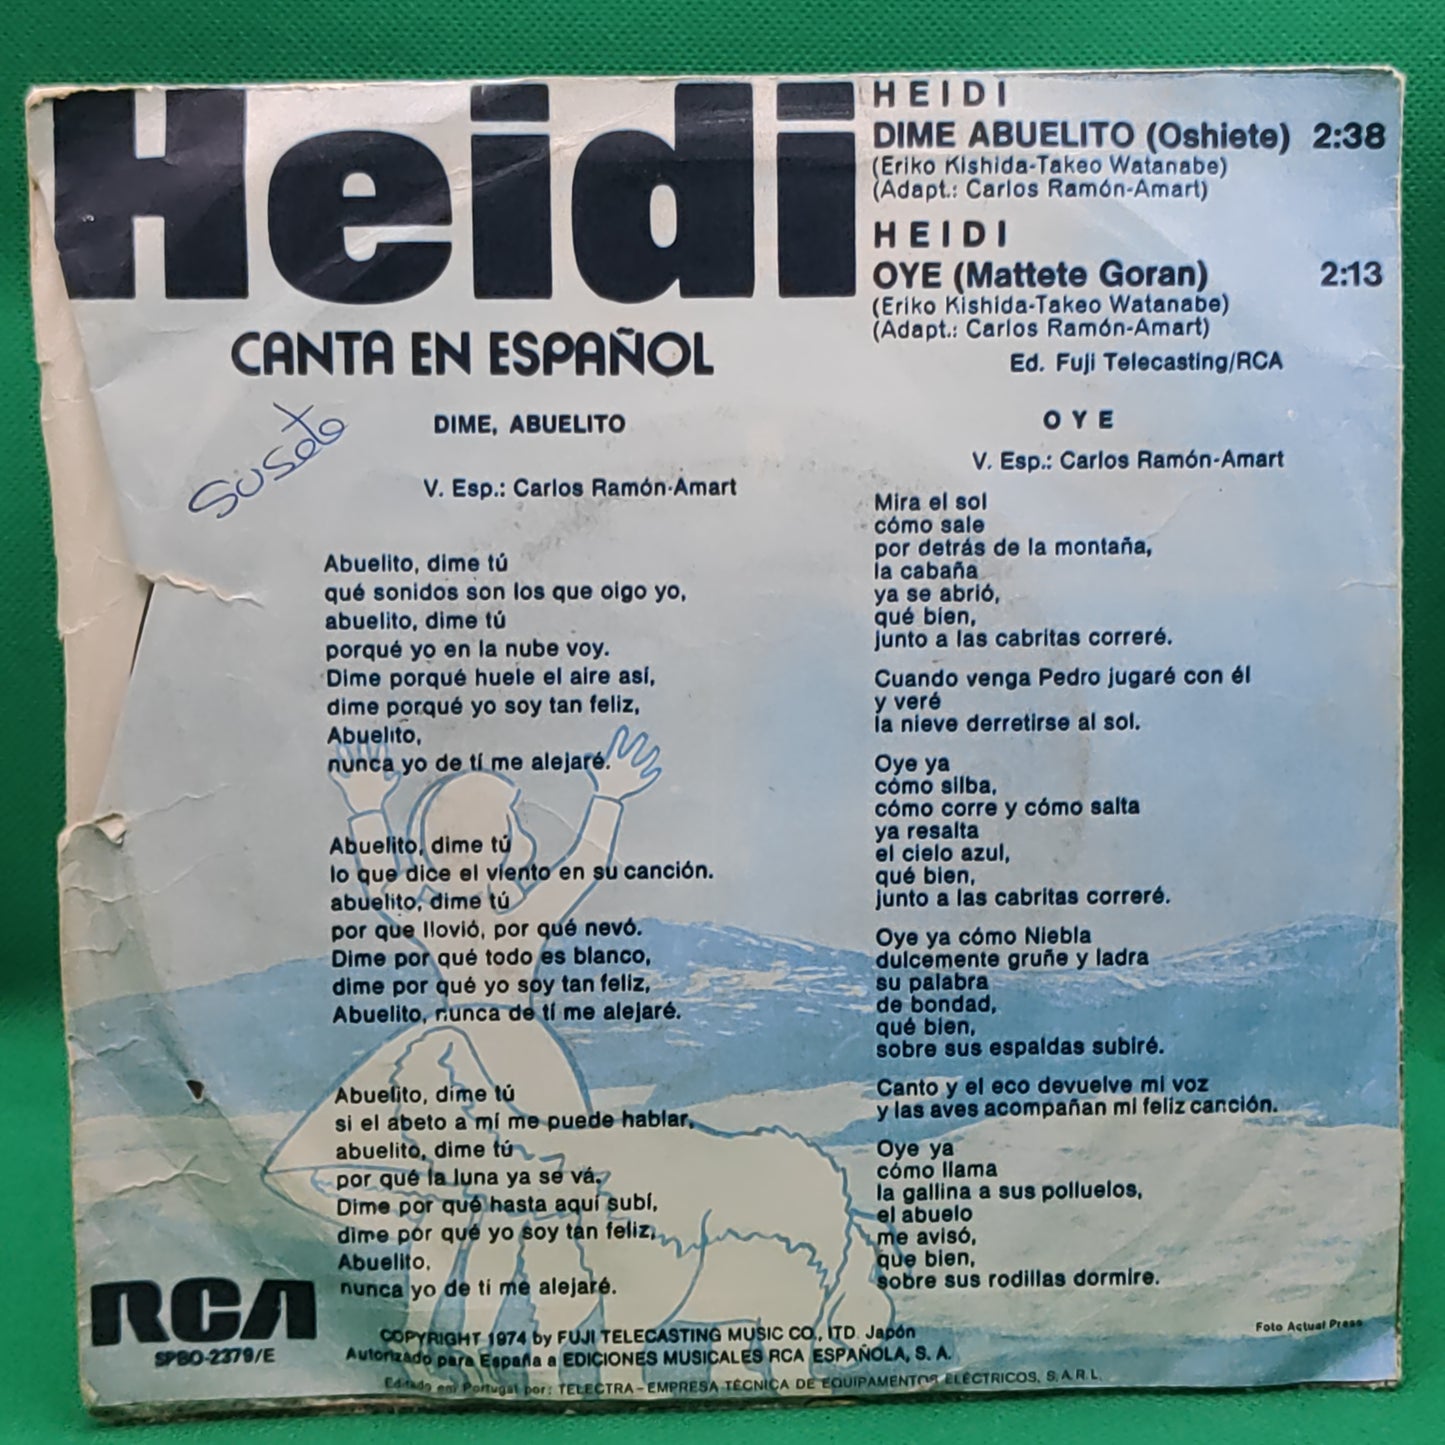 Heidi
CANTA EN ESPAÑOL
HEIDI
DIME ABUELITO (Oshiete) 2:38
(Eriko Kishida-Takeo Watanabe)
(Adapt.: Carlos Ramón-Amart)
HEIDI
OYE (Mattete Goran) 2:13
(Eriko Kishida-Takeo Watanabe)
(Adapt.: Carlos Ramón-Amart)
Ed. Fuji Telecasting/RCA
DIME, ABUELITO
V. Esp.: Carlos Ramón-Amart
Abuelito, dime tú
qué sonidos son los que oigo yo,
abuelito, dime tú
porqué yo en la nube voy.
Dime porqué huele el aire así,
dime porqué yo soy tan feliz,
Abuelito,
nunca yo de tí me alejaré.
Abuelito, dime tú
lo que dice el viento en su canción.
abuelito, dime tú
por que llovió, por qué nevó.
Dime por qué todo es blanco,
dime por qué yo soy tan feliz,
Abuelito, nunca de tí me alejaré.
Abuelito, dime tú
si el abeto a mí me puede hablar,
abuelito, dime tú
por qué la luna ya se vá.
Dime por qué hasta aquí subí,
dime por qué yo soy tan feliz,
Abuelito,
nunca yo de ti me alejaré.
OYE
V. Esp.: Carlos Ramón-Amart
Mira el sol
cómo sale
por detrás de la montaña,
la cabaña
ya se abrió,
qué bien,
junto a las cabritas correré.
Cuando venga Pedro jugaré con él
y veré
la nieve derretirse al sol.
Oye ya
cómo silba,
cómo corre y cómo salta
ya resalta
el cielo azul,
qué bien,
junto a las cabritas correré.
Oye ya cómo Niebla
dulcemente gruñe y ladra
su palabra
de bondad,
qué bien,
sobre sus espaldas subiré.
Canto y el eco devuelve mi voz
y las aves acompañan mi feliz canción.
Oye ya
cómo llama
la gallina a sus polluelos,
el abuelo
me avisó,
que bien,
sobre sus rodillas dormire.
RCA
SPBO-2379/E
COPYRIGHT 1974 by FUJI TELECASTING MUSIC CO., ITD. Japón
Autorizado para España a EDICIONES MUSICALES RCA ESPAÑOLA, S. A.
Editado em Portugal por: TELECTRA - EMPRESA TÉCNICA DE EQUIPAMENTOS ELÉCTRICOS, S.A.R.L.
Foto Actual Press